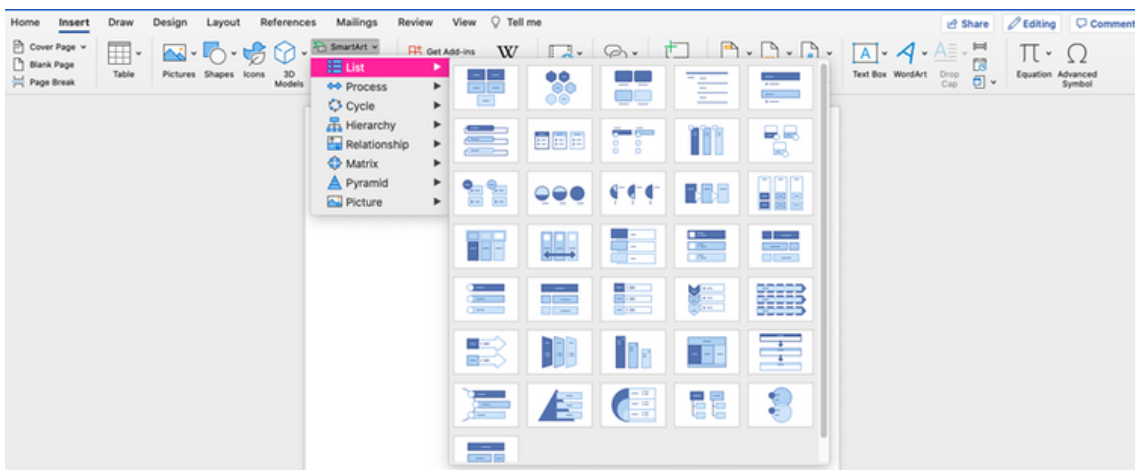 Home Insert Draw Design Layout References Mailings Review View Tell me Share Editing Comment
Cover Page
Blank Page
Page Break
Table
Pictures Shapes Icons 3D Models
SmartArt
Get Add-ins
W
A
Text Box WordArt Drop Cap
Equation Advanced Symbol
List
Process
Cycle
Hierarchy
Relationship
Matrix
Pyramid
Picture